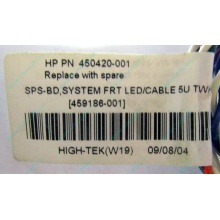 HP PN 450420-001
Replace with spare
SPS-BD,SYSTEM FRT LED/CABLE 5U TW/
[459186-001]
HIGH-TEK(W19) 09/08/04